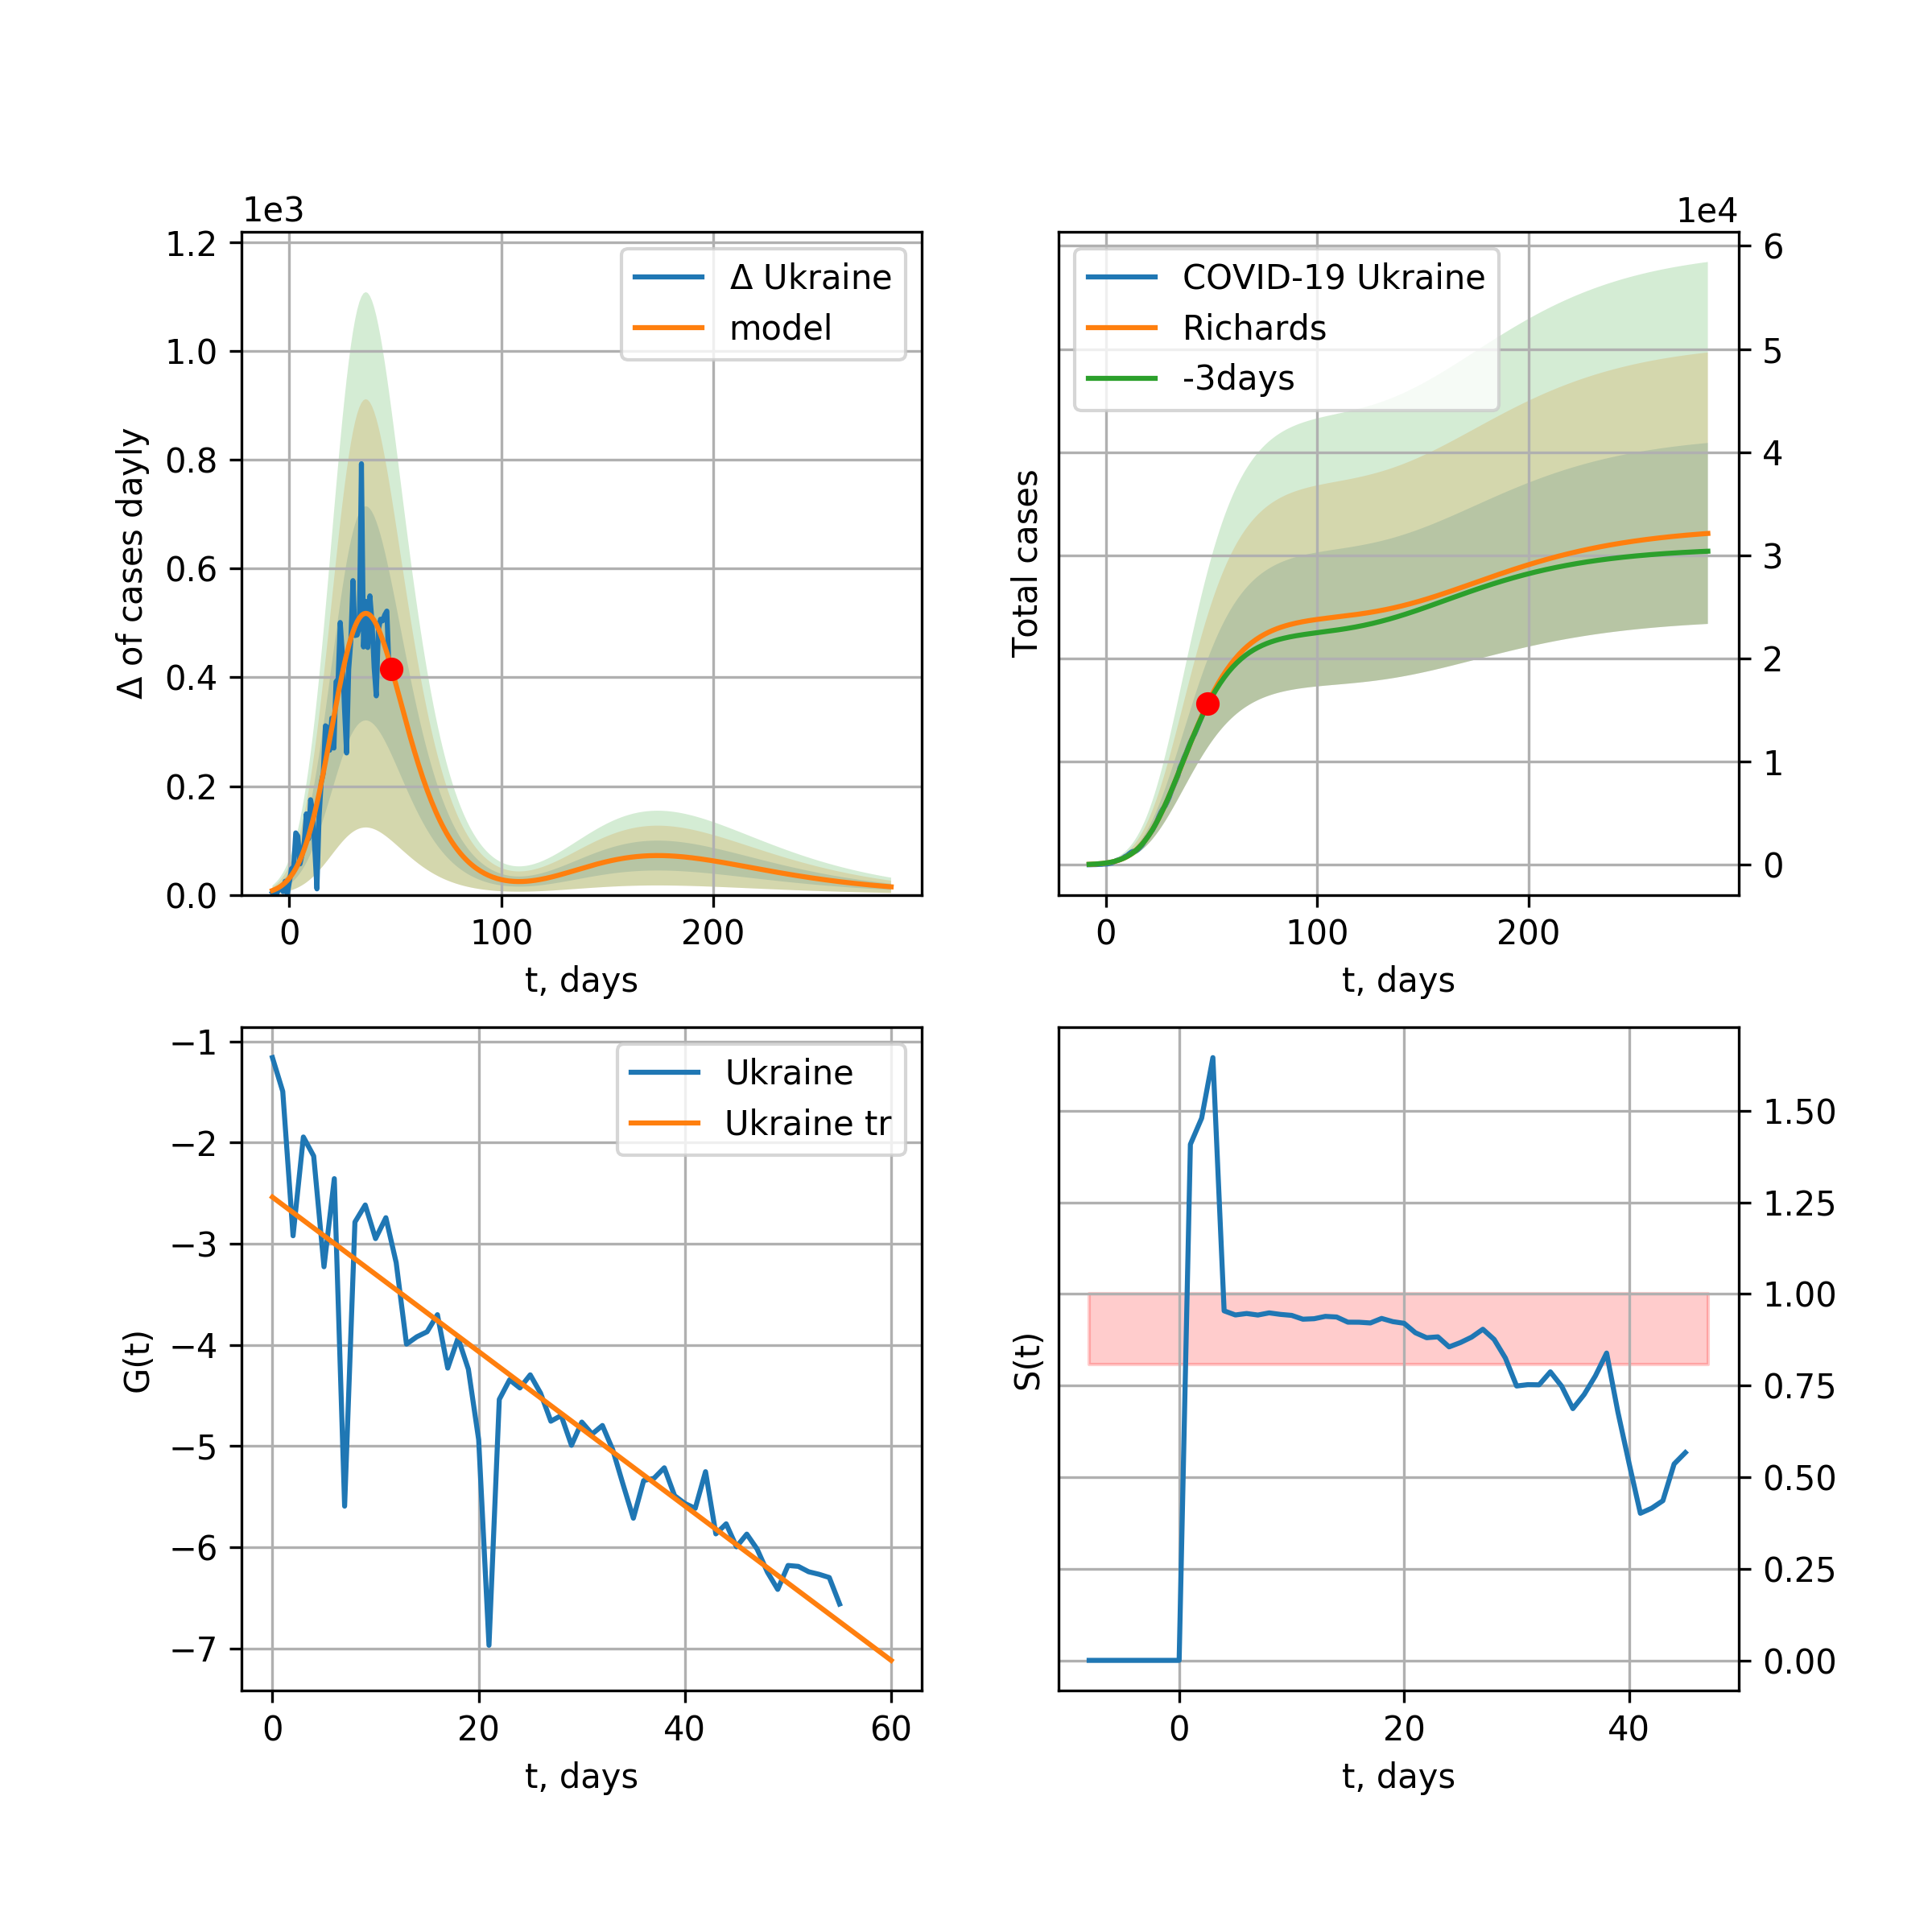 1e3
1.2
1.0
0.8
0.6
0.4
0.2
0.0
Δ of cases dayly
Δ Ukraine
model
0 100 200
t, days
1e4
COVID-19 Ukraine
Richards
-3days
Total cases
6
5
4
3
2
1
0
0 100 200
t, days
−1
−2
−3
−4
−5
−6
−7
G(t)
Ukraine
Ukraine tr
0 20 40 60
t, days
S(t)
1.50
1.25
1.00
0.75
0.50
0.25
0.00
0 20 40
t, days